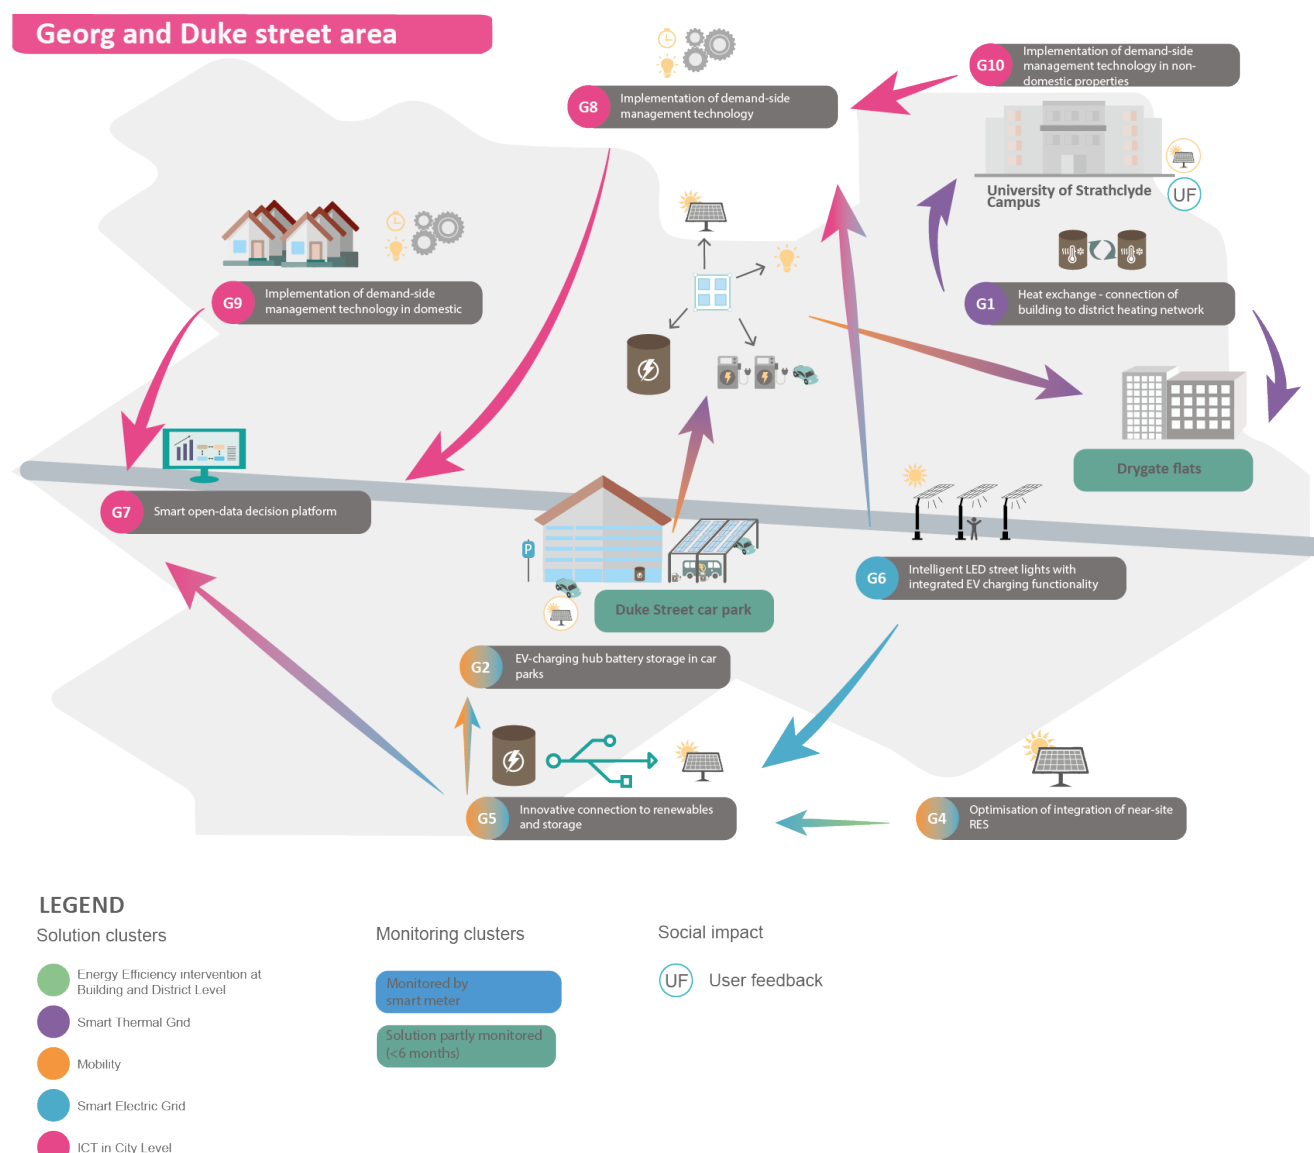 Georg and Duke street area
G10
Implementation of demand-side
management technology in non-
domestic properties
G8
Implementation of demand-side
management technology
University of Strathclyde
Campus
UF
G9
Implementation of demand-side
management technology in domestic
G1
Heat exchange - connection of
building to district heating network
Drygate flats
G7
Smart open-data decision platform
P
G6
Intelligent LED street lights with
integrated EV charging functionality
Duke Street car park
G2
EV-charging hub battery storage in car
parks
G5
Innovative connection to renewables
and storage
G4
Optimisation of integration of near-site
RES
LEGEND
Solution clusters
Energy Efficiency intervention at
Building and District Level
Smart Thermal Grid
Mobility
Smart Electric Grid
ICT in City Level
Monitoring clusters
Monitored by
smart meter
Solution partly monitored
(<6 months)
Social impact
UF User feedback